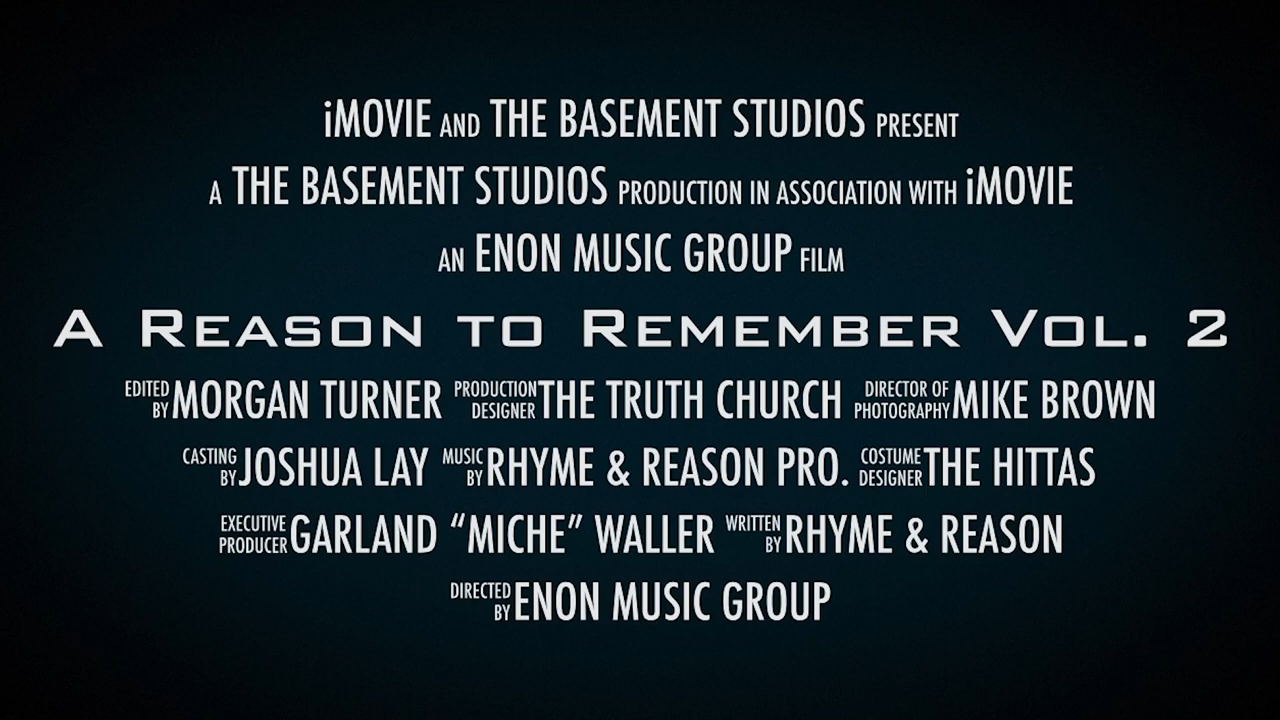 iMOVIE AND THE BASEMENT STUDIOS PRESENT
A THE BASEMENT STUDIOS PRODUCTION IN ASSOCIATION WITH iMOVIE
AN ENON MUSIC GROUP FILM
A REASON TO REMEMBER VOL. 2
EDITED BY MORGAN TURNER PRODUCTION DESIGNER THE TRUTH CHURCH DIRECTOR OF PHOTOGRAPHY MIKE BROWN
CASTING BY JOSHUA LAY MUSIC BY RHYME & REASON PRO. COSTUME DESIGNER THE HITTAS
EXECUTIVE PRODUCER GARLAND “MICHE” WALLER WRITTEN BY RHYME & REASON
DIRECTED BY ENON MUSIC GROUP